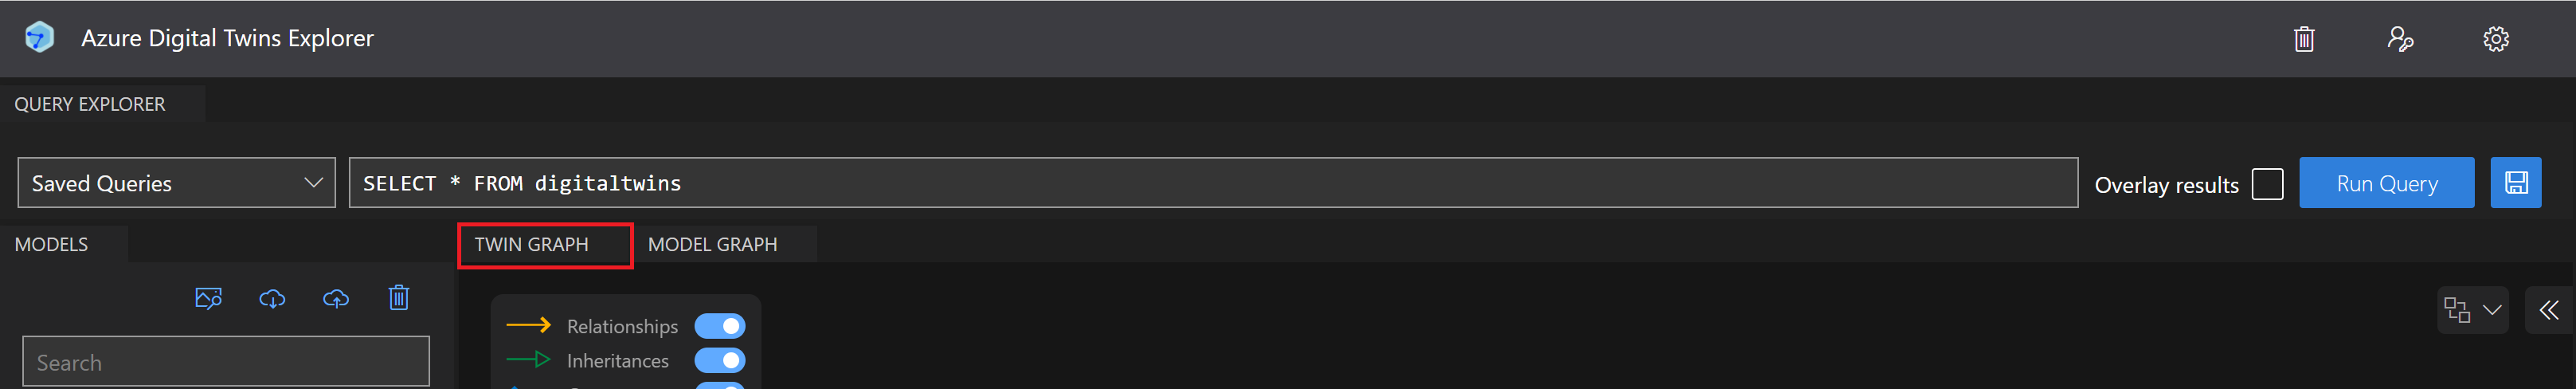 Azure Digital Twins Explorer
QUERY EXPLORER
Saved Queries
SELECT * FROM digitaltwins
Overlay results
Run Query
MODELS
TWIN GRAPH
MODEL GRAPH
Relationships
Search
Inheritances